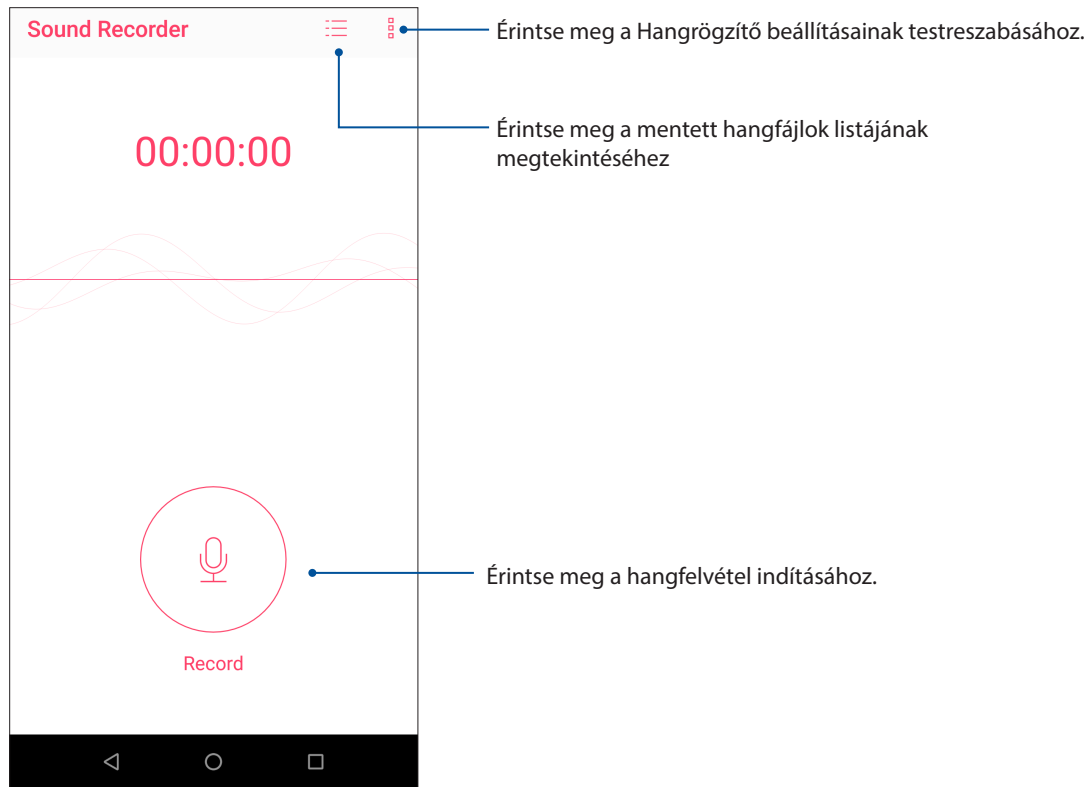 Sound Recorder
Érintse meg a Hangrögzítő beállításainak testreszabásához.
Érintse meg a mentett hangfájlok listájának
megtekintéséhez
00:00:00
Érintse meg a hangfelvétel indításához.
Record